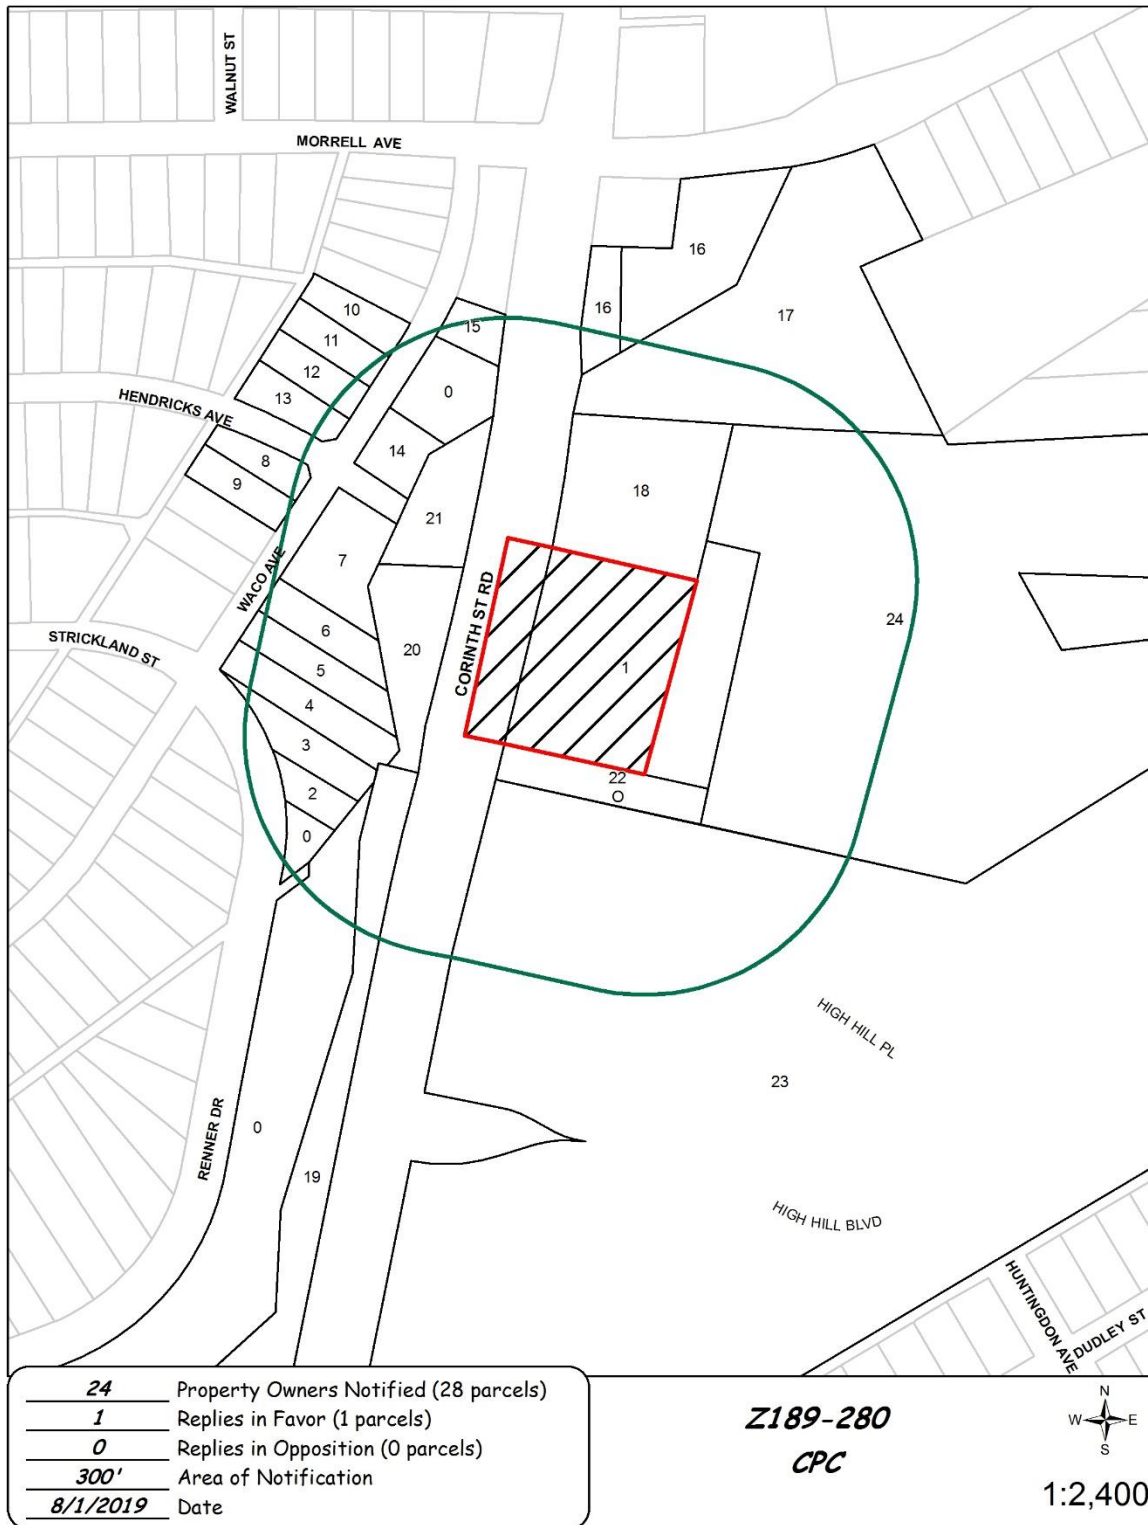 WALNUT ST
MORRELL AVE
16
10
16
17
15
11
12
0
HENDRICKS AVE
13
14
8
9
18
21
7
WACO AVE
24
STRICKLAND ST
6
20
CORINTH ST RD
1
5
4
3
22
O
2
0
HIGH HILL PL
23
RENNER DR
0
19
HIGH HILL BLVD
HUNTINGDON AVE
DUDLEY ST
24 Property Owners Notified (28 parcels)
1 Replies in Favor (1 parcels)
0 Replies in Opposition (0 parcels)
300' Area of Notification
8/1/2019 Date
Z189-280
CPC
N
W E
S
1:2,400